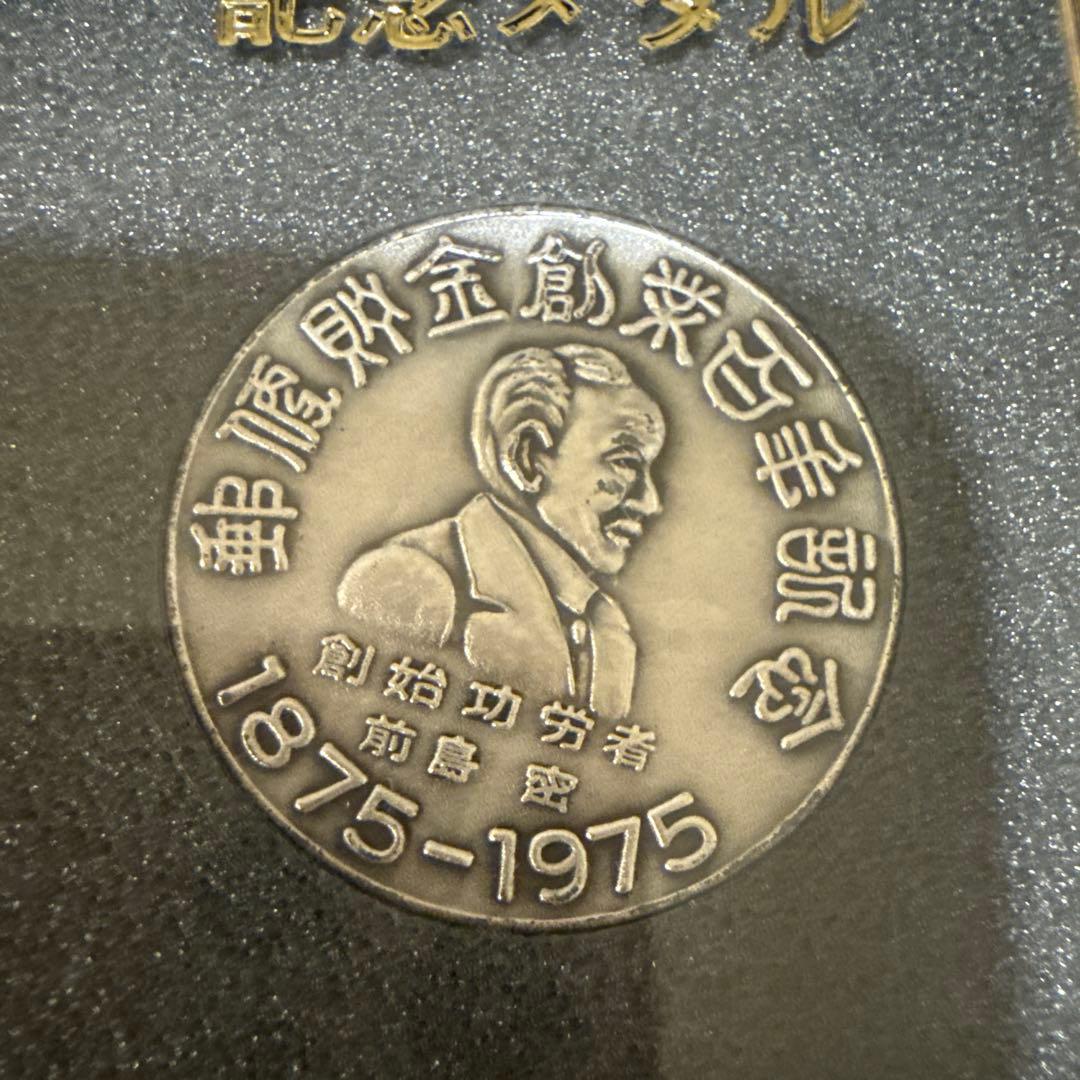 記念メダル
郵便貯金創業百年記念
創始功労者
前島 密
1875-1975